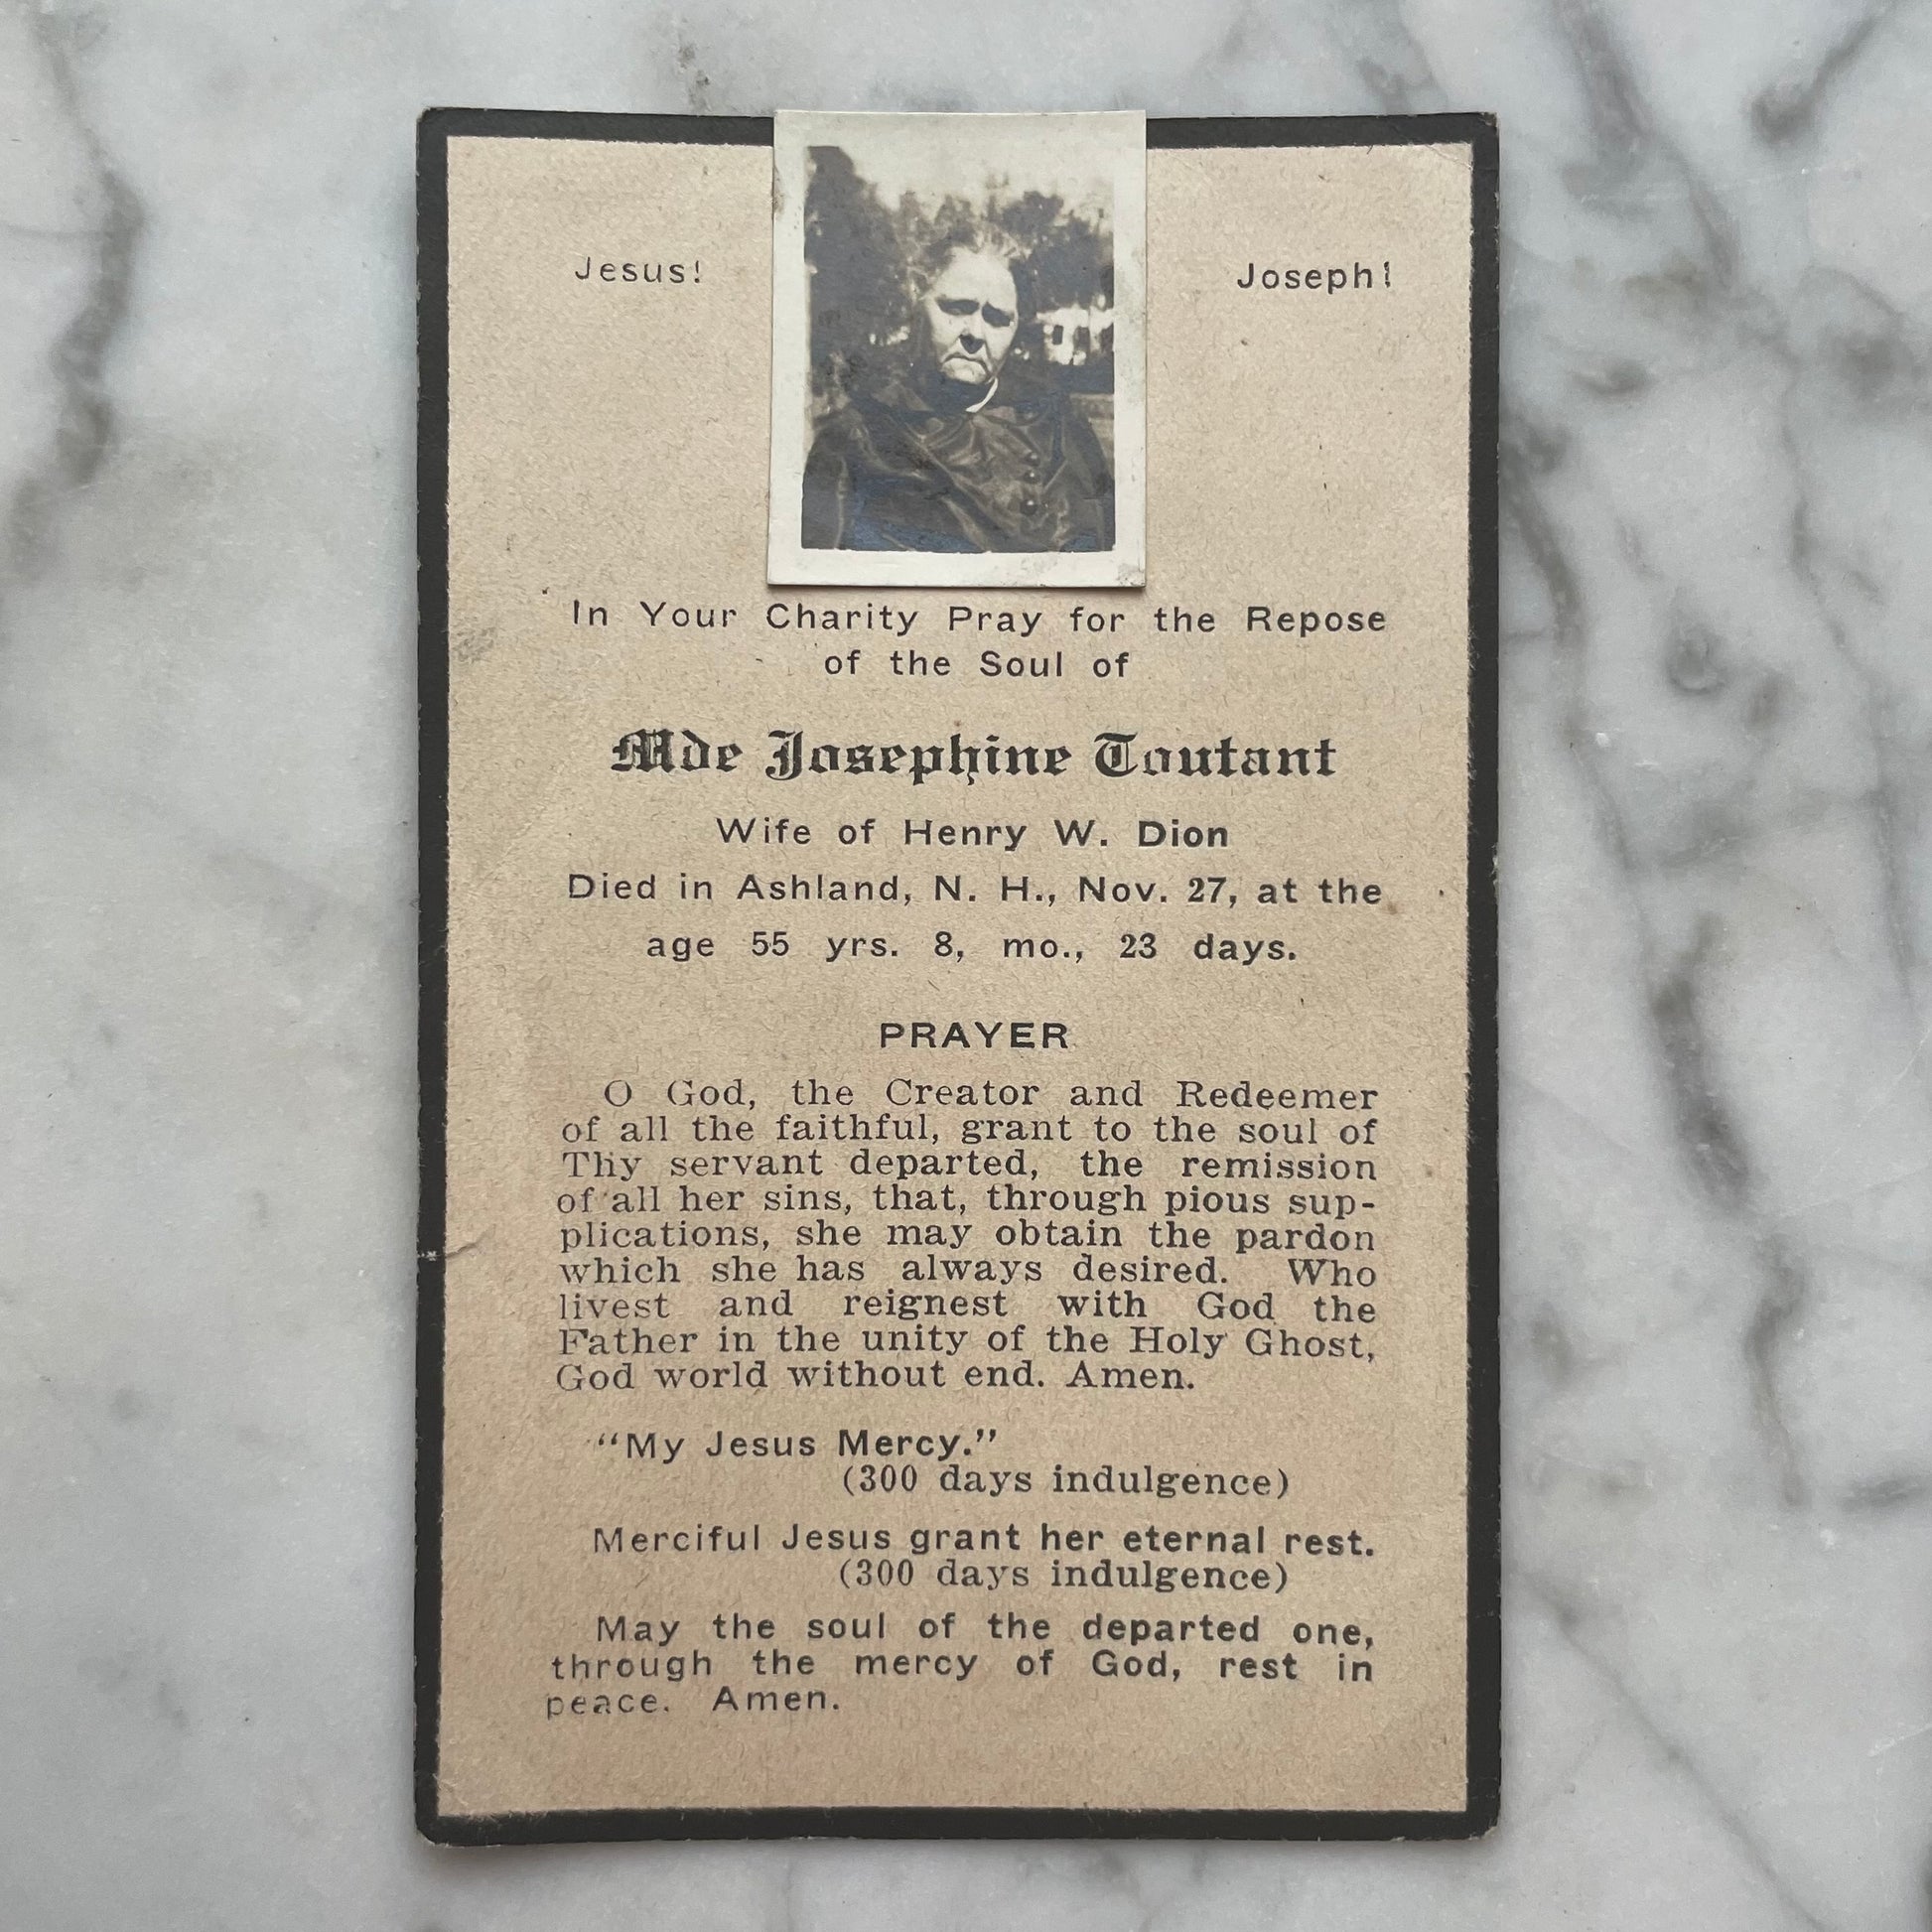 Jesus! Joseph!
In Your Charity Pray for the Repose
of the Soul of
Mde Josephine Toutant
Wife of Henry W. Dion
Died in Ashland, N. H., Nov. 27, at the
age 55 yrs. 8, mo., 23 days.
PRAYER
O God, the Creator and Redeemer
of all the faithful, grant to the soul of
Thy servant departed, the remission
of all her sins, that, through pious sup-
plications, she may obtain the pardon
which she has always desired. Who
livest and reignest with God the
Father in the unity of the Holy Ghost,
God world without end. Amen.
“My Jesus Mercy.”
(300 days indulgence)
Merciful Jesus grant her eternal rest.
(300 days indulgence)
May the soul of the departed one,
through the mercy of God, rest in
peace. Amen.